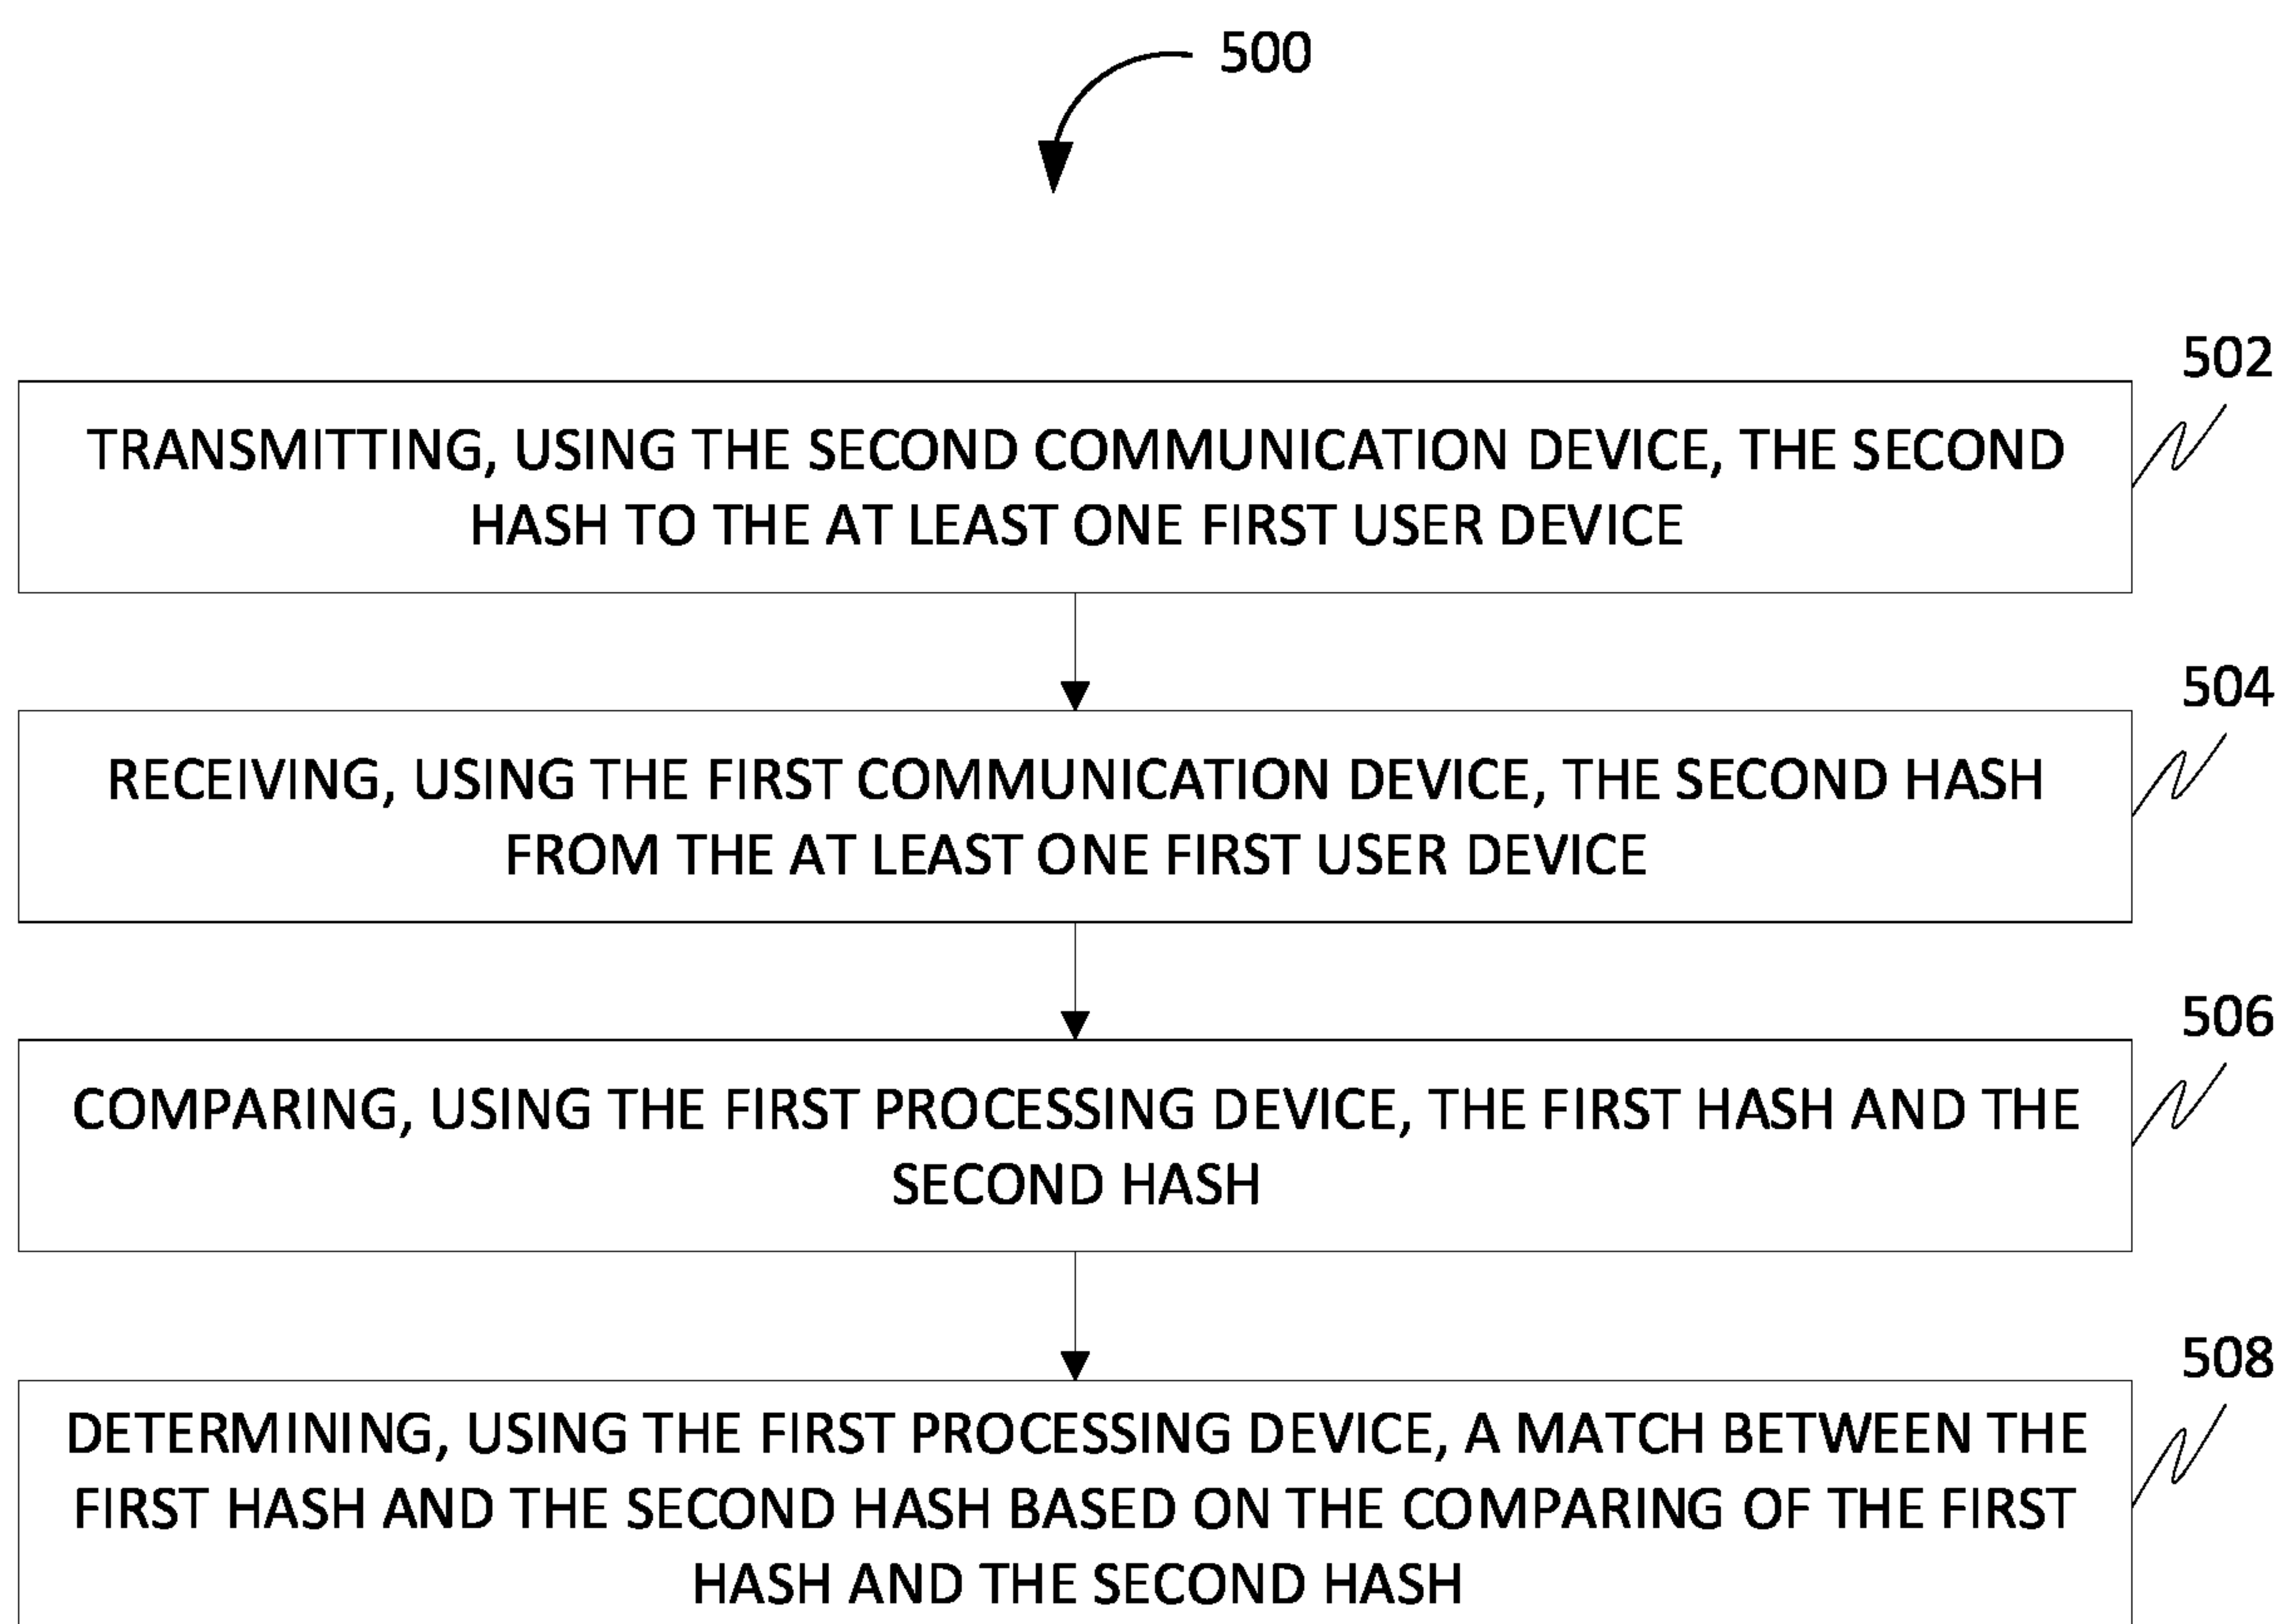 500
502
TRANSMITTING, USING THE SECOND COMMUNICATION DEVICE, THE SECOND
HASH TO THE AT LEAST ONE FIRST USER DEVICE
504
RECEIVING, USING THE FIRST COMMUNICATION DEVICE, THE SECOND HASH
FROM THE AT LEAST ONE FIRST USER DEVICE
506
COMPARING, USING THE FIRST PROCESSING DEVICE, THE FIRST HASH AND THE
SECOND HASH
508
DETERMINING, USING THE FIRST PROCESSING DEVICE, A MATCH BETWEEN THE
FIRST HASH AND THE SECOND HASH BASED ON THE COMPARING OF THE FIRST
HASH AND THE SECOND HASH